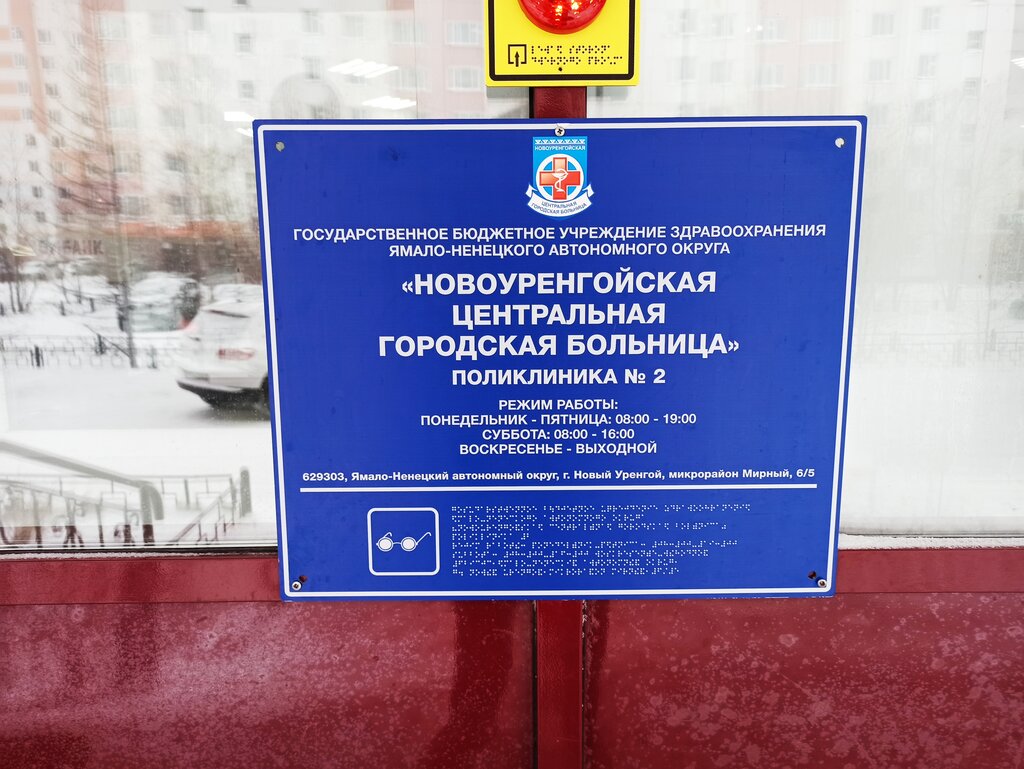 НОВОУРЕНГОЙСКАЯ
ЦЕНТРАЛЬНАЯ
ГОРОДСКАЯ БОЛЬНИЦА
ГОСУДАРСТВЕННОЕ БЮДЖЕТНОЕ УЧРЕЖДЕНИЕ ЗДРАВООХРАНЕНИЯ
ЯМАЛО-НЕНЕЦКОГО АВТОНОМНОГО ОКРУГА
«НОВОУРЕНГОЙСКАЯ
ЦЕНТРАЛЬНАЯ
ГОРОДСКАЯ БОЛЬНИЦА»
ПОЛИКЛИНИКА № 2
РЕЖИМ РАБОТЫ:
ПОНЕДЕЛЬНИК - ПЯТНИЦА: 08:00 - 19:00
СУББОТА: 08:00 - 16:00
ВОСКРЕСЕНЬЕ - ВЫХОДНОЙ
629303, Ямало-Ненецкий автономный округ, г. Новый Уренгой, микрорайон Мирный, 6/5